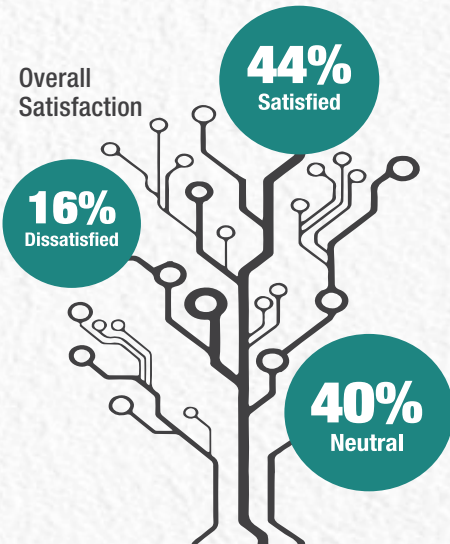 Overall
Satisfaction
44%
Satisfied
16%
Dissatisfied
40%
Neutral